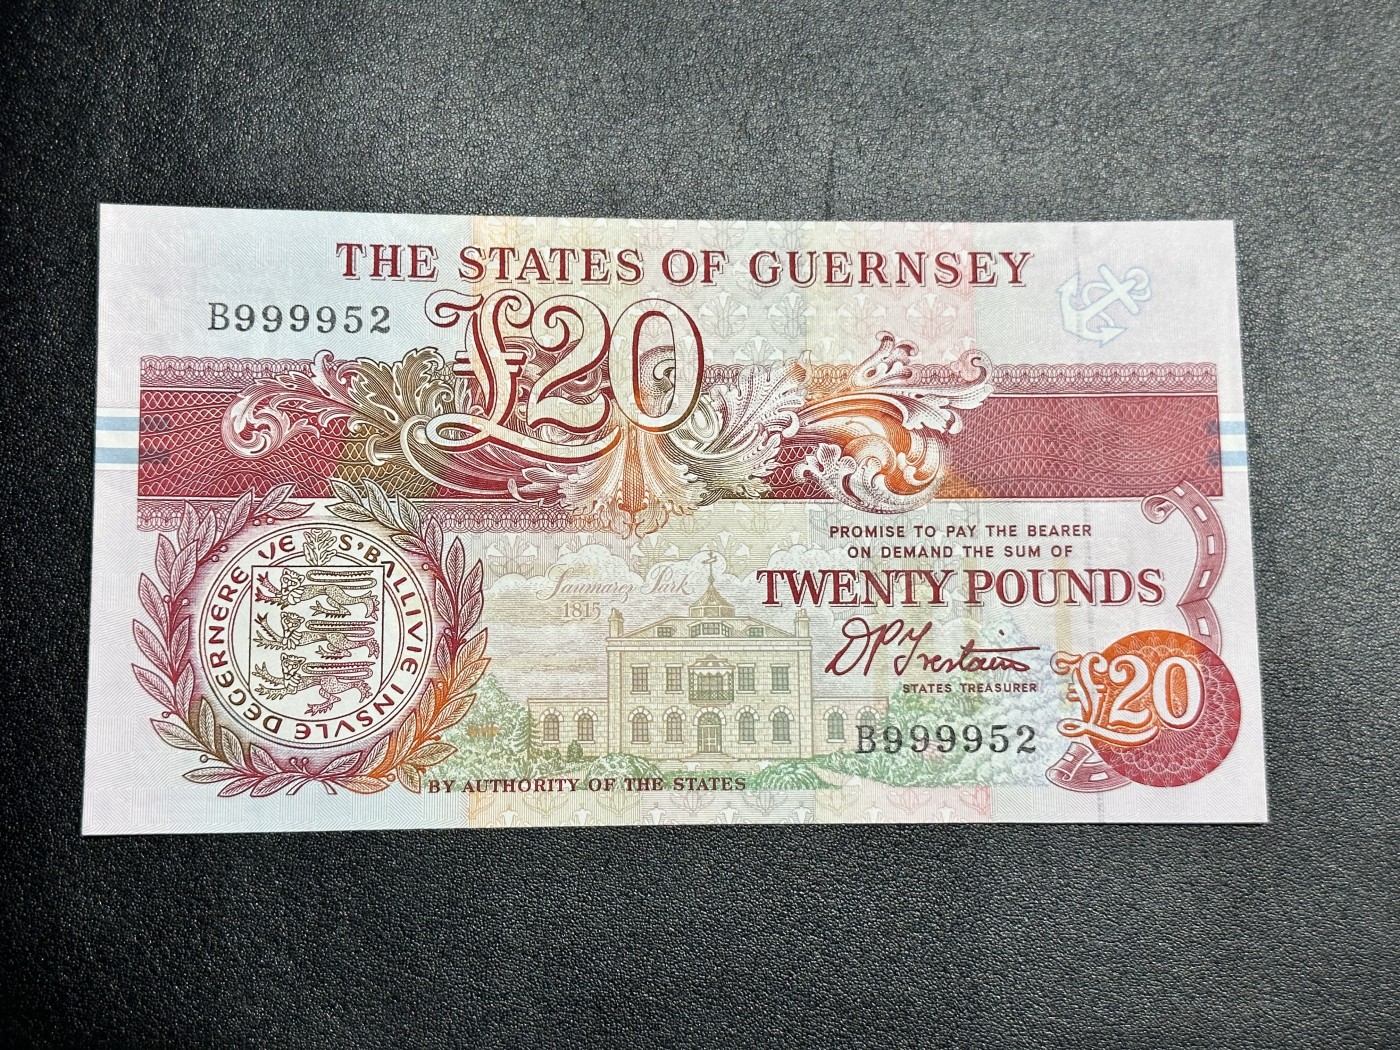 THE STATES OF GUERNSEY
B999952
£20
PROMISE TO PAY THE BEARER
ON DEMAND THE SUM OF
TWENTY POUNDS
Saumarez Park
1815
D P Trestain
STATES TREASURER
£20
B999952
BY AUTHORITY OF THE STATES
S'BALLIVIE INSVLE DEGERNERE VE